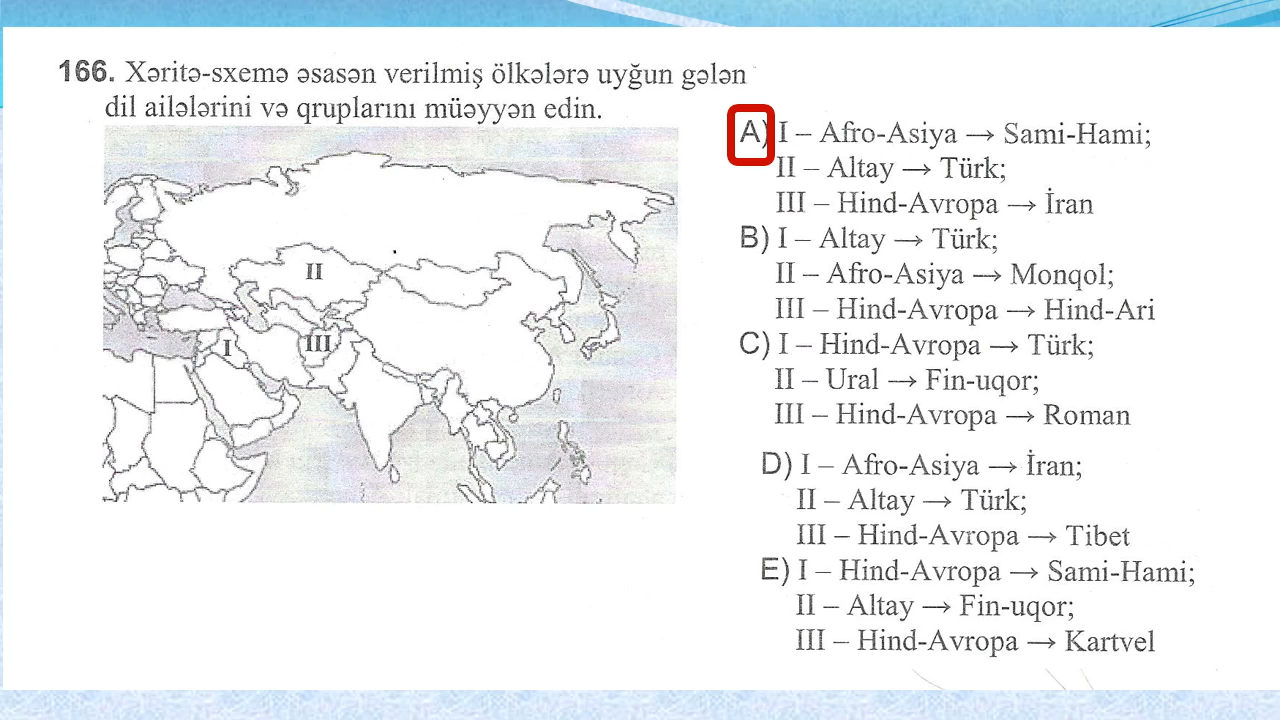 166. Xəritə-sxemə əsasən verilmiş ölkələrə uyğun gələn
dil ailələrini və qruplarını müəyyən edin.
II
I
III
A) I – Afro-Asiya → Sami-Hami;
II – Altay → Türk;
III – Hind-Avropa → İran
B) I – Altay → Türk;
II – Afro-Asiya → Monqol;
III – Hind-Avropa → Hind-Ari
C) I – Hind-Avropa → Türk;
II – Ural → Fin-uqor;
III – Hind-Avropa → Roman
D) I – Afro-Asiya → İran;
II – Altay → Türk;
III – Hind-Avropa → Tibet
E) I – Hind-Avropa → Sami-Hami;
II – Altay → Fin-uqor;
III – Hind-Avropa → Kartvel